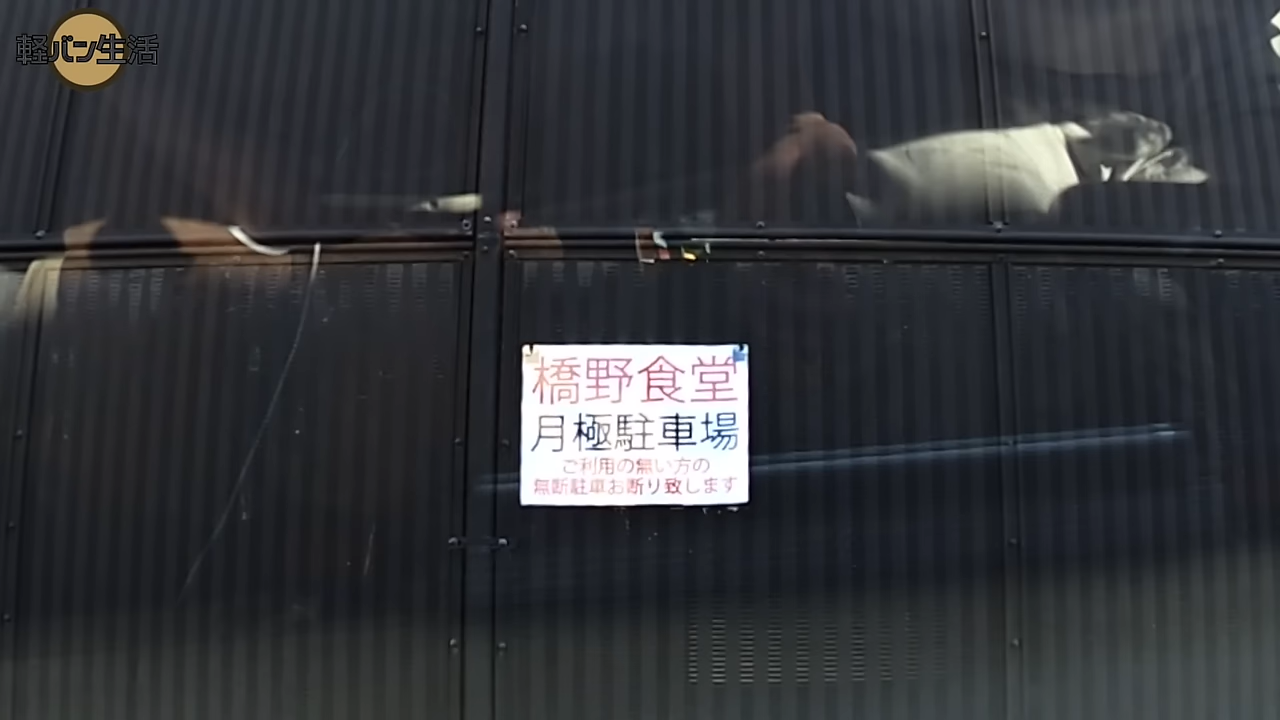 軽バン生活
橋野食堂
月極駐車場
ご利用の無い方の
無断駐車お断り致します